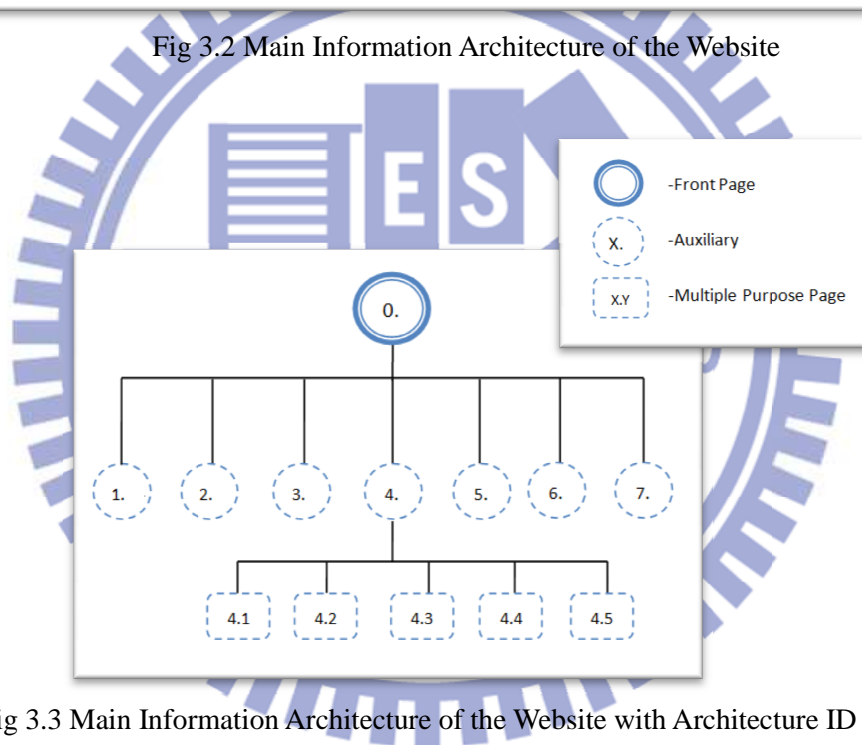 Fig 3.2 Main Information Architecture of the Website
E S
-Front Page
X. -Auxiliary
X.Y -Multiple Purpose Page
0.
1. 2. 3. 4. 5. 6. 7.
4.1 4.2 4.3 4.4 4.5
ig 3.3 Main Information Architecture of the Website with Architecture ID